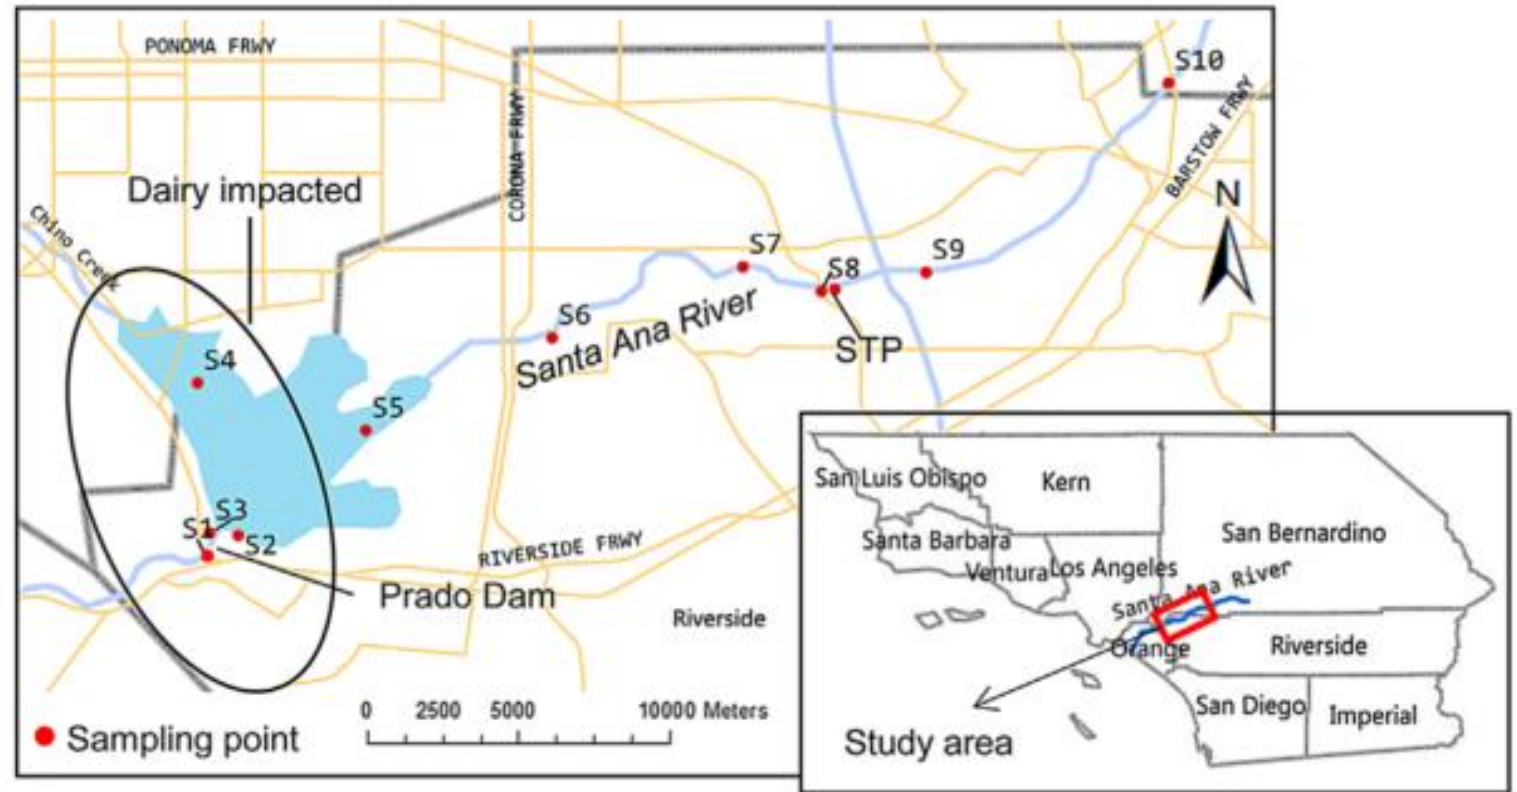 PONOMA FRWY
S10
BARSTOW FRWY
CORONA FRWY
Dairy impacted
N
Chino Creek
S7
S9
S8
S6
Santa Ana River
STP
S4
S5
S3
S1
S2
RIVERSIDE FRWY
Prado Dam
Riverside
0 2500 5000 10000 Meters
Sampling point
San Luis Obispo
Kern
San Bernardino
Santa Barbara
Ventura
Los Angeles
Santa Ana River
Orange
Riverside
San Diego
Imperial
Study area